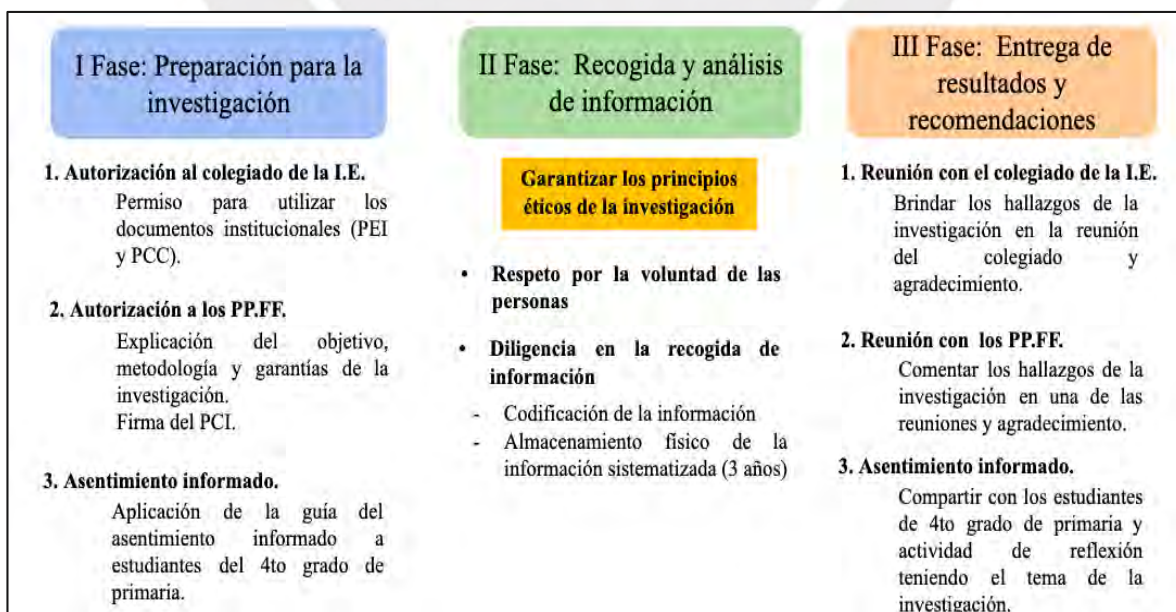 I Fase: Preparación para la
investigación
1. Autorización al colegiado de la I.E.
Permiso para utilizar los
documentos institucionales (PEI
y PCC).
2. Autorización a los PP.FF.
Explicación del objetivo,
metodología y garantías de la
investigación.
Firma del PCI.
3. Asentimiento informado.
Aplicación de la guía del
asentimiento informado a
estudiantes del 4to grado de
primaria.
II Fase: Recogida y análisis
de información
Garantizar los principios
éticos de la investigación
• Respeto por la voluntad de las
personas
• Diligencia en la recogida de
información
- Codificación de la información
- Almacenamiento físico de la
información sistematizada (3 años)
III Fase: Entrega de
resultados y
recomendaciones
1. Reunión con el colegiado de la I.E.
Brindar los hallazgos de la
investigación en la reunión
del colegiado y
agradecimiento.
2. Reunión con los PP.FF.
Comentar los hallazgos de la
investigación en una de las
reuniones y agradecimiento.
3. Asentimiento informado.
Compartir con los estudiantes
de 4to grado de primaria y
actividad de reflexión
teniendo el tema de la
investigación.